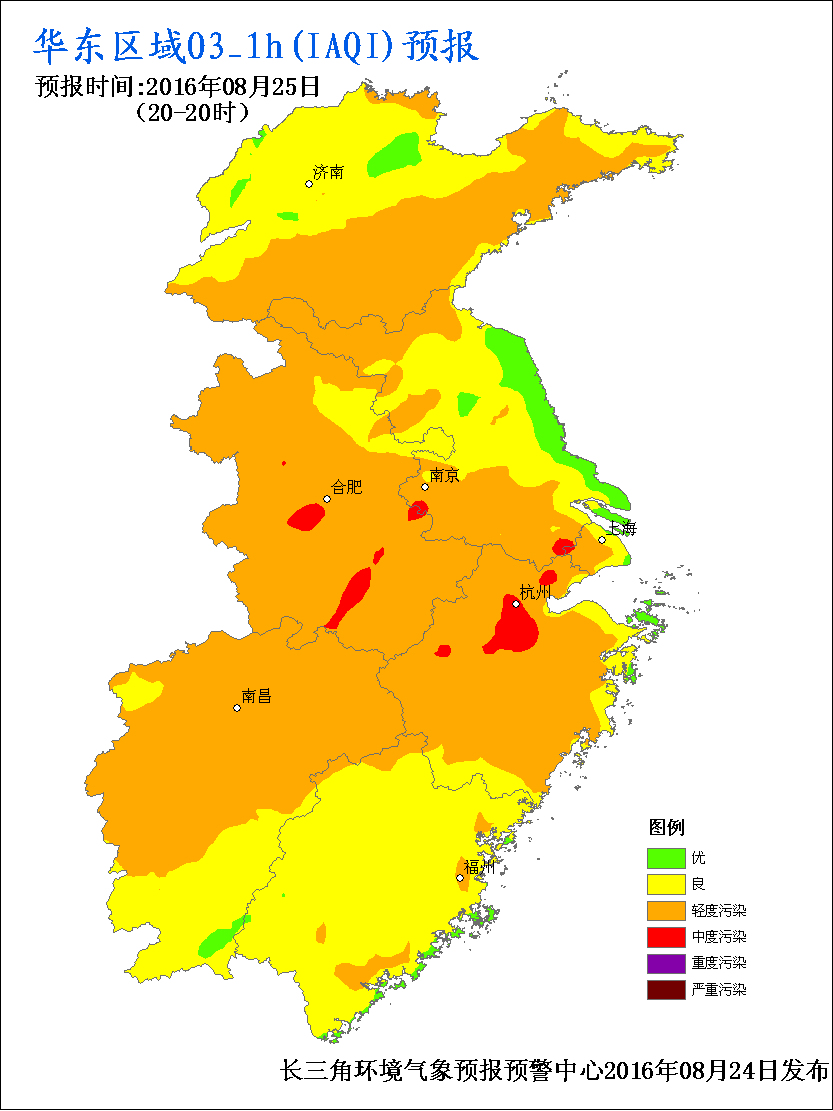 华东区域O3_1h(IAQI)预报
预报时间:2016年08月25日
(20-20时)
济南
南京
合肥
上海
杭州
南昌
福州
图例
优
良
轻度污染
中度污染
重度污染
严重污染
长三角环境气象预报预警中心2016年08月24日发布